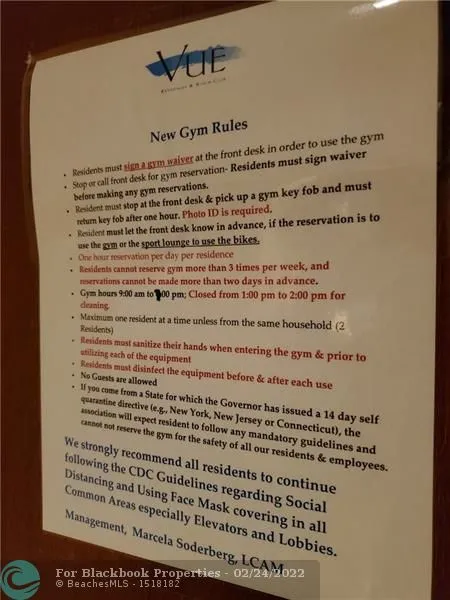 VUÊ
RESIDENCES & BEACH CLUB
New Gym Rules
• Residents must sign a gym waiver at the front desk in order to use the gym
• Stop or call front desk for gym reservation- Residents must sign waiver
before making any gym reservations.
• Resident must stop at the front desk & pick up a gym key fob and must
return key fob after one hour. Photo ID is required.
• Resident must let the front desk know in advance, if the reservation is to
use the gym or the sport lounge to use the bikes.
• One hour reservation per day per residence
• Residents cannot reserve gym more than 3 times per week, and
reservations cannot be made more than two days in advance.
• Gym hours 9:00 am to :00 pm; Closed from 1:00 pm to 2:00 pm for
cleaning.
• Maximum one resident at a time unless from the same household (2
Residents)
• Residents must sanitize their hands when entering the gym & prior to
utilizing each of the equipment
• Residents must disinfect the equipment before & after each use
• No Guests are allowed
• If you come from a State for which the Governor has issued a 14 day self
quarantine directive (e.g., New York, New Jersey or Connecticut), the
association will expect resident to follow any mandatory guidelines and
cannot not reserve the gym for the safety of all our residents & employees.
We strongly recommend all residents to continue
following the CDC Guidelines regarding Social
Distancing and Using Face Mask covering in all
Common Areas especially Elevators and Lobbies.
Management, Marcela Soderberg, LCAM
For Blackbook Properties - 02/24/2022
© BeachesMLS - 1518182